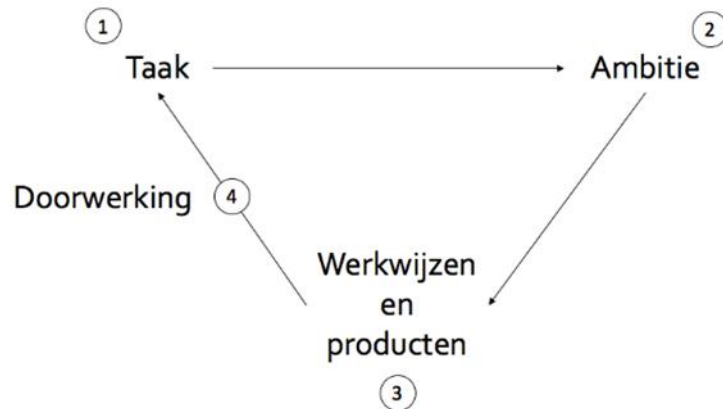 1
2
Taak
Ambitie
Doorwerking
4
Werkwijzen
en
producten
3